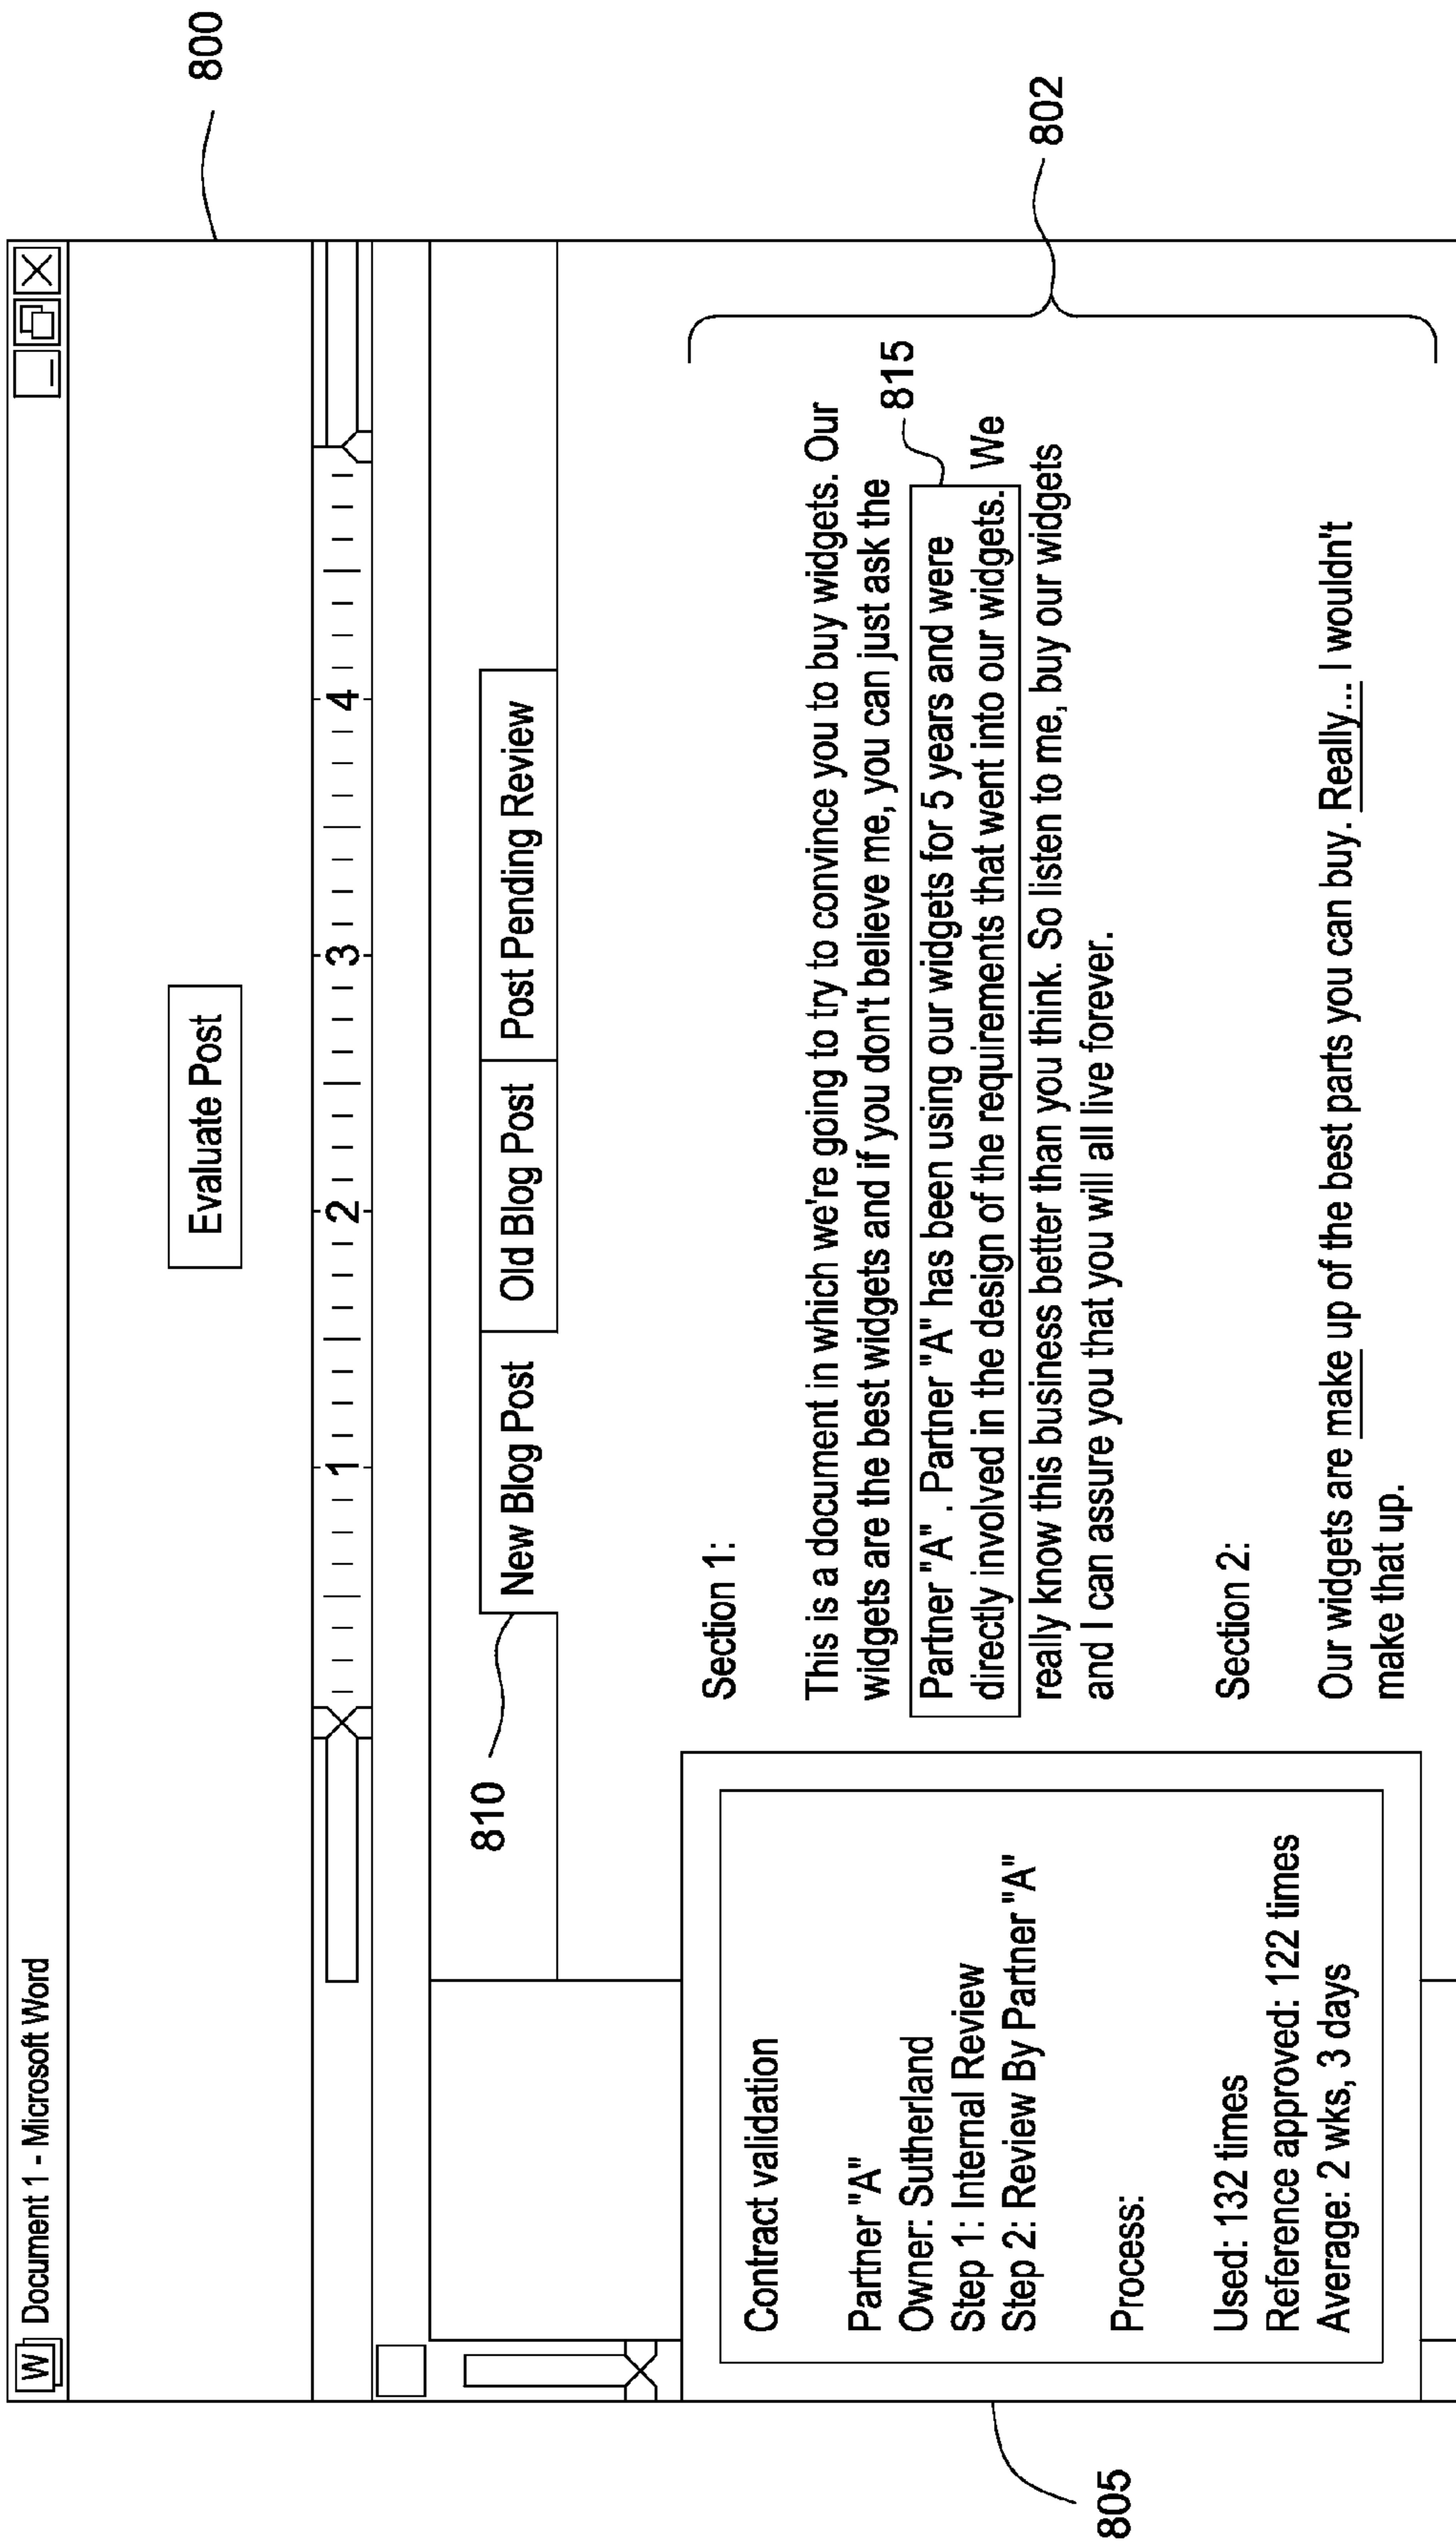 W Document 1 - Microsoft Word
800
Evaluate Post
1 2 3 4
810
New Blog Post Old Blog Post Post Pending Review
805
Contract validation
Partner "A"
Owner: Sutherland
Step 1: Internal Review
Step 2: Review By Partner "A"
Process:
Used: 132 times
Reference approved: 122 times
Average: 2 wks, 3 days
802
Section 1:
This is a document in which we're going to try to convince you to buy widgets. Our
widgets are the best widgets and if you don't believe me, you can just ask the
815
Partner "A" . Partner "A" has been using our widgets for 5 years and were
directly involved in the design of the requirements that went into our widgets. We
really know this business better than you think. So listen to me, buy our widgets
and I can assure you that you will all live forever.
Section 2:
Our widgets are make up of the best parts you can buy. Really... I wouldn't
make that up.